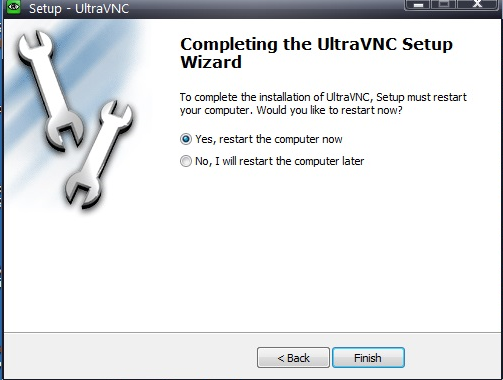 Setup - UltraVNC
Completing the UltraVNC Setup
Wizard
To complete the installation of UltraVNC, Setup must restart
your computer. Would you like to restart now?
Yes, restart the computer now
No, I will restart the computer later
< Back
Finish